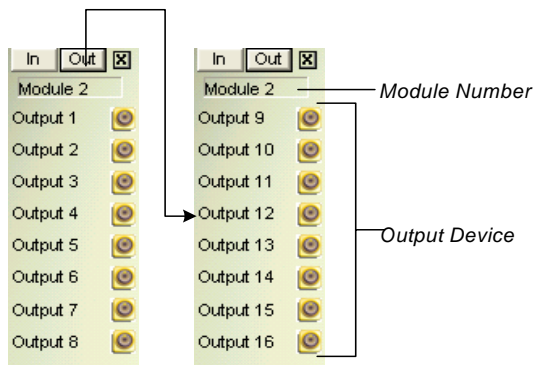 In Out X
Module 2
Output 1
Output 2
Output 3
Output 4
Output 5
Output 6
Output 7
Output 8
In Out X
Module 2
Output 9
Output 10
Output 11
Output 12
Output 13
Output 14
Output 15
Output 16
Module Number
Output Device